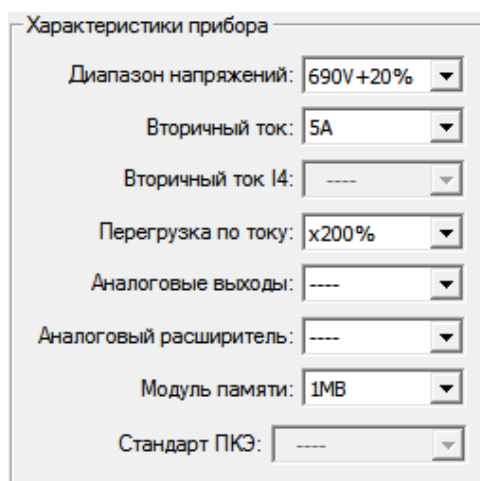 Характеристики прибора
Диапазон напряжений: 690V+20%
Вторичный ток: 5A
Вторичный ток I4: ----
Перегрузка по току: x200%
Аналоговые выходы: ----
Аналоговый расширитель: ----
Модуль памяти: 1MB
Стандарт ПКЭ: ----